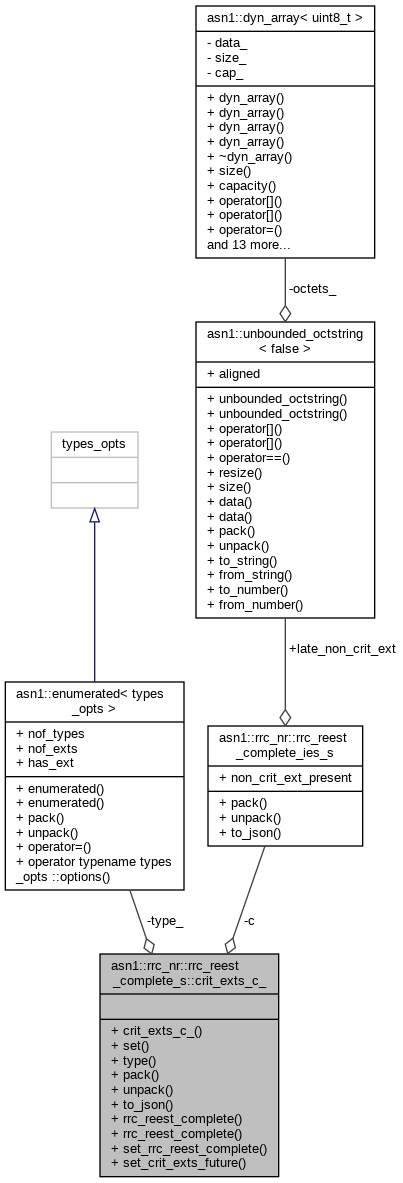 asn1::dyn_array< uint8_t >
- data_
- size_
- cap_
+ dyn_array()
+ dyn_array()
+ dyn_array()
+ dyn_array()
+ ~dyn_array()
+ size()
+ capacity()
+ operator[]()
+ operator[]()
+ operator=()
and 13 more...
-octets_
asn1::unbounded_octstring
< false >
+ aligned
+ unbounded_octstring()
+ unbounded_octstring()
+ operator[]()
+ operator[]()
+ operator==()
+ resize()
+ size()
+ data()
+ data()
+ pack()
+ unpack()
+ to_string()
+ from_string()
+ to_number()
+ from_number()
types_opts
+late_non_crit_ext
asn1::enumerated< types
_opts >
+ nof_types
+ nof_exts
+ has_ext
+ enumerated()
+ enumerated()
+ pack()
+ unpack()
+ operator=()
+ operator typename types
_opts ::options()
asn1::rrc_nr::rrc_reest
_complete_ies_s
+ non_crit_ext_present
+ pack()
+ unpack()
+ to_json()
-type_
-c
asn1::rrc_nr::rrc_reest
_complete_s::crit_exts_c_
+ crit_exts_c_()
+ set()
+ type()
+ pack()
+ unpack()
+ to_json()
+ rrc_reest_complete()
+ rrc_reest_complete()
+ set_rrc_reest_complete()
+ set_crit_exts_future()